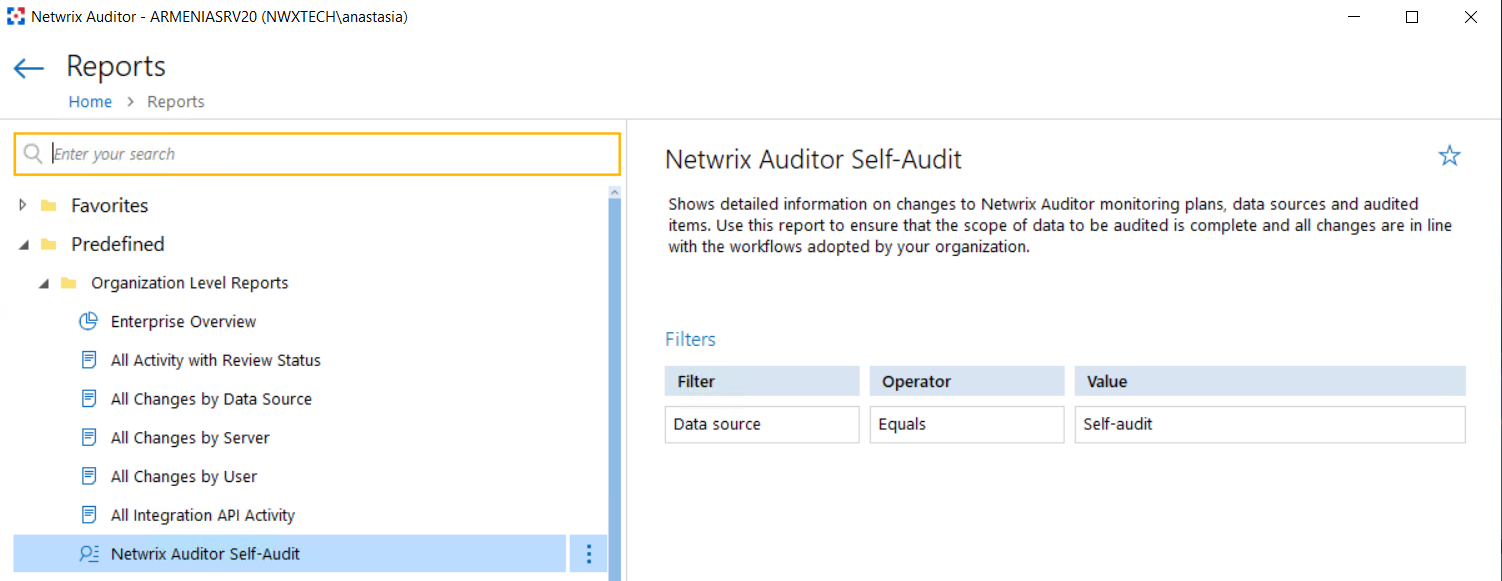 Netwrix Auditor - ARMENIASRV20 (NWXTECH\anastasia)
Reports
Home > Reports
Enter your search
Favorites
Predefined
Organization Level Reports
Enterprise Overview
All Activity with Review Status
All Changes by Data Source
All Changes by Server
All Changes by User
All Integration API Activity
Netwrix Auditor Self-Audit
Netwrix Auditor Self-Audit
Shows detailed information on changes to Netwrix Auditor monitoring plans, data sources and audited
items. Use this report to ensure that the scope of data to be audited is complete and all changes are in line
with the workflows adopted by your organization.
Filters
Filter Operator Value
Data source Equals Self-audit